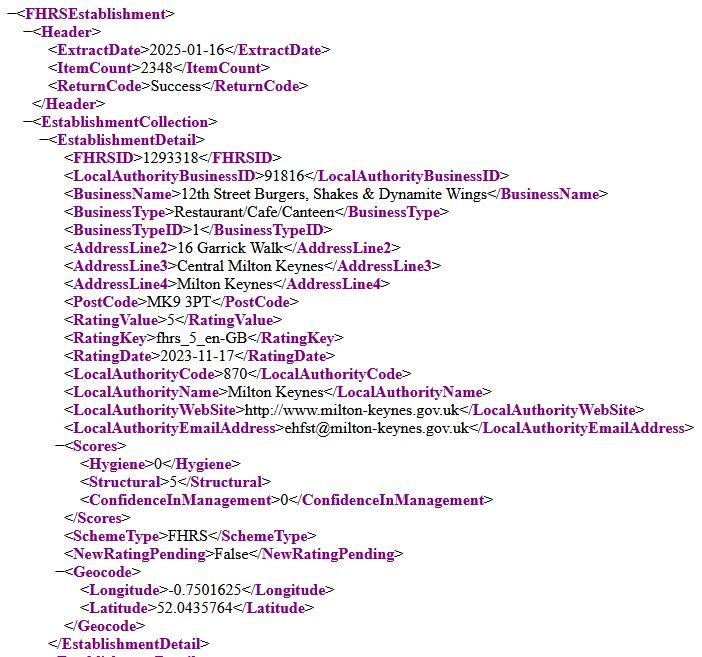 −<FHRSEstablishment>
−<Header>
<ExtractDate>2025-01-16</ExtractDate>
<ItemCount>2348</ItemCount>
<ReturnCode>Success</ReturnCode>
</Header>
−<EstablishmentCollection>
−<EstablishmentDetail>
<FHRSID>1293318</FHRSID>
<LocalAuthorityBusinessID>91816</LocalAuthorityBusinessID>
<BusinessName>12th Street Burgers, Shakes & Dynamite Wings</BusinessName>
<BusinessType>Restaurant/Cafe/Canteen</BusinessType>
<BusinessTypeID>1</BusinessTypeID>
<AddressLine2>16 Garrick Walk</AddressLine2>
<AddressLine3>Central Milton Keynes</AddressLine3>
<AddressLine4>Milton Keynes</AddressLine4>
<PostCode>MK9 3PT</PostCode>
<RatingValue>5</RatingValue>
<RatingKey>fhrs_5_en-GB</RatingKey>
<RatingDate>2023-11-17</RatingDate>
<LocalAuthorityCode>870</LocalAuthorityCode>
<LocalAuthorityName>Milton Keynes</LocalAuthorityName>
<LocalAuthorityWebSite>http://www.milton-keynes.gov.uk</LocalAuthorityWebSite>
<LocalAuthorityEmailAddress>ehfst@milton-keynes.gov.uk</LocalAuthorityEmailAddress>
−<Scores>
<Hygiene>0</Hygiene>
<Structural>5</Structural>
<ConfidenceInManagement>0</ConfidenceInManagement>
</Scores>
<SchemeType>FHRS</SchemeType>
<NewRatingPending>False</NewRatingPending>
−<Geocode>
<Longitude>-0.7501625</Longitude>
<Latitude>52.0435764</Latitude>
</Geocode>
</EstablishmentDetail>